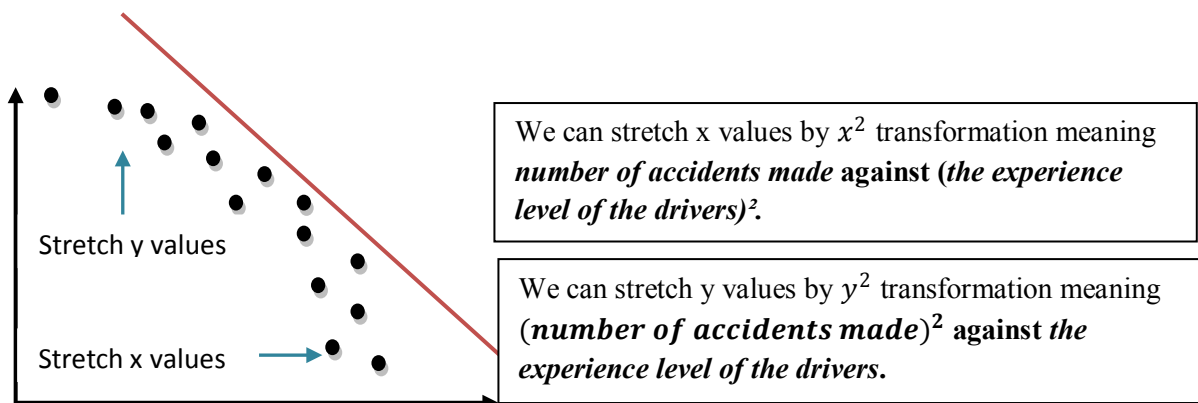 We can stretch x values by 𝑥² transformation meaning
number of accidents made against (the experience
level of the drivers)².
Stretch y values
We can stretch y values by 𝑦² transformation meaning
(number of accidents made)² against the
experience level of the drivers.
Stretch x values